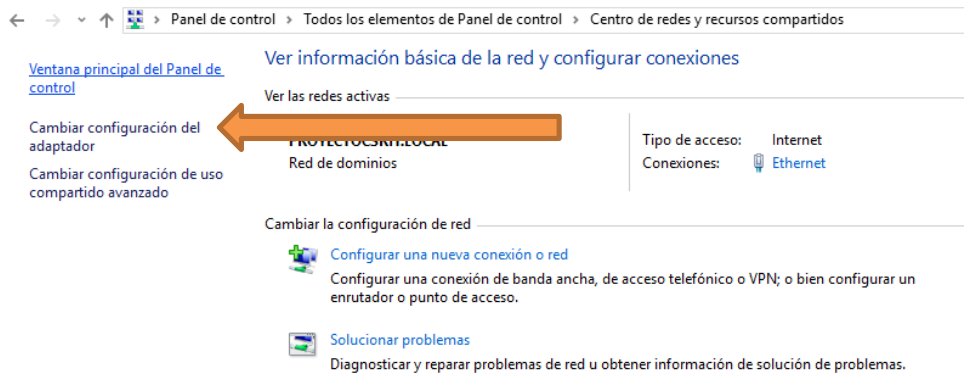 Panel de control > Todos los elementos de Panel de control > Centro de redes y recursos compartidos
Ventana principal del Panel de
control
Cambiar configuración del
adaptador
Cambiar configuración de uso
compartido avanzado
Ver información básica de la red y configurar conexiones
Ver las redes activas
Red de dominios
Tipo de acceso: Internet
Conexiones: Ethernet
Cambiar la configuración de red
Configurar una nueva conexión o red
Configurar una conexión de banda ancha, de acceso telefónico o VPN; o bien configurar un
enrutador o punto de acceso.
Solucionar problemas
Diagnosticar y reparar problemas de red u obtener información de solución de problemas.